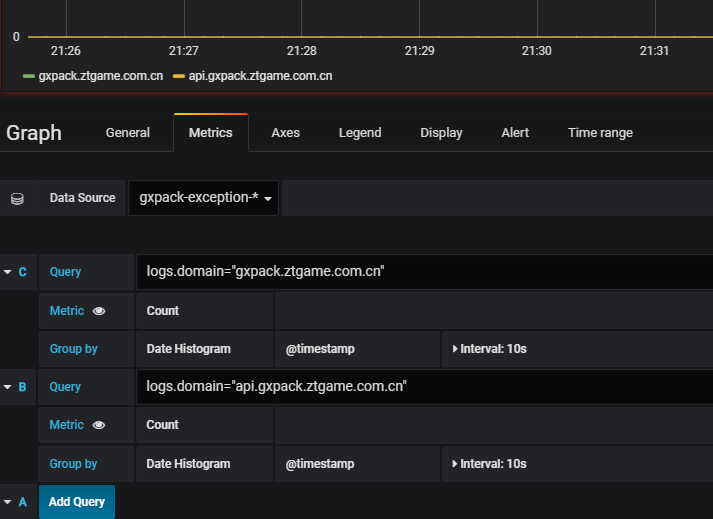 0
21:26 21:27 21:28 21:29 21:30 21:31
gxpack.ztgame.com.cn api.gxpack.ztgame.com.cn
Graph General Metrics Axes Legend Display Alert Time range
Data Source gxpack-exception-*
C Query logs.domain="gxpack.ztgame.com.cn"
Metric Count
Group by Date Histogram @timestamp Interval: 10s
B Query logs.domain="api.gxpack.ztgame.com.cn"
Metric Count
Group by Date Histogram @timestamp Interval: 10s
A Add Query